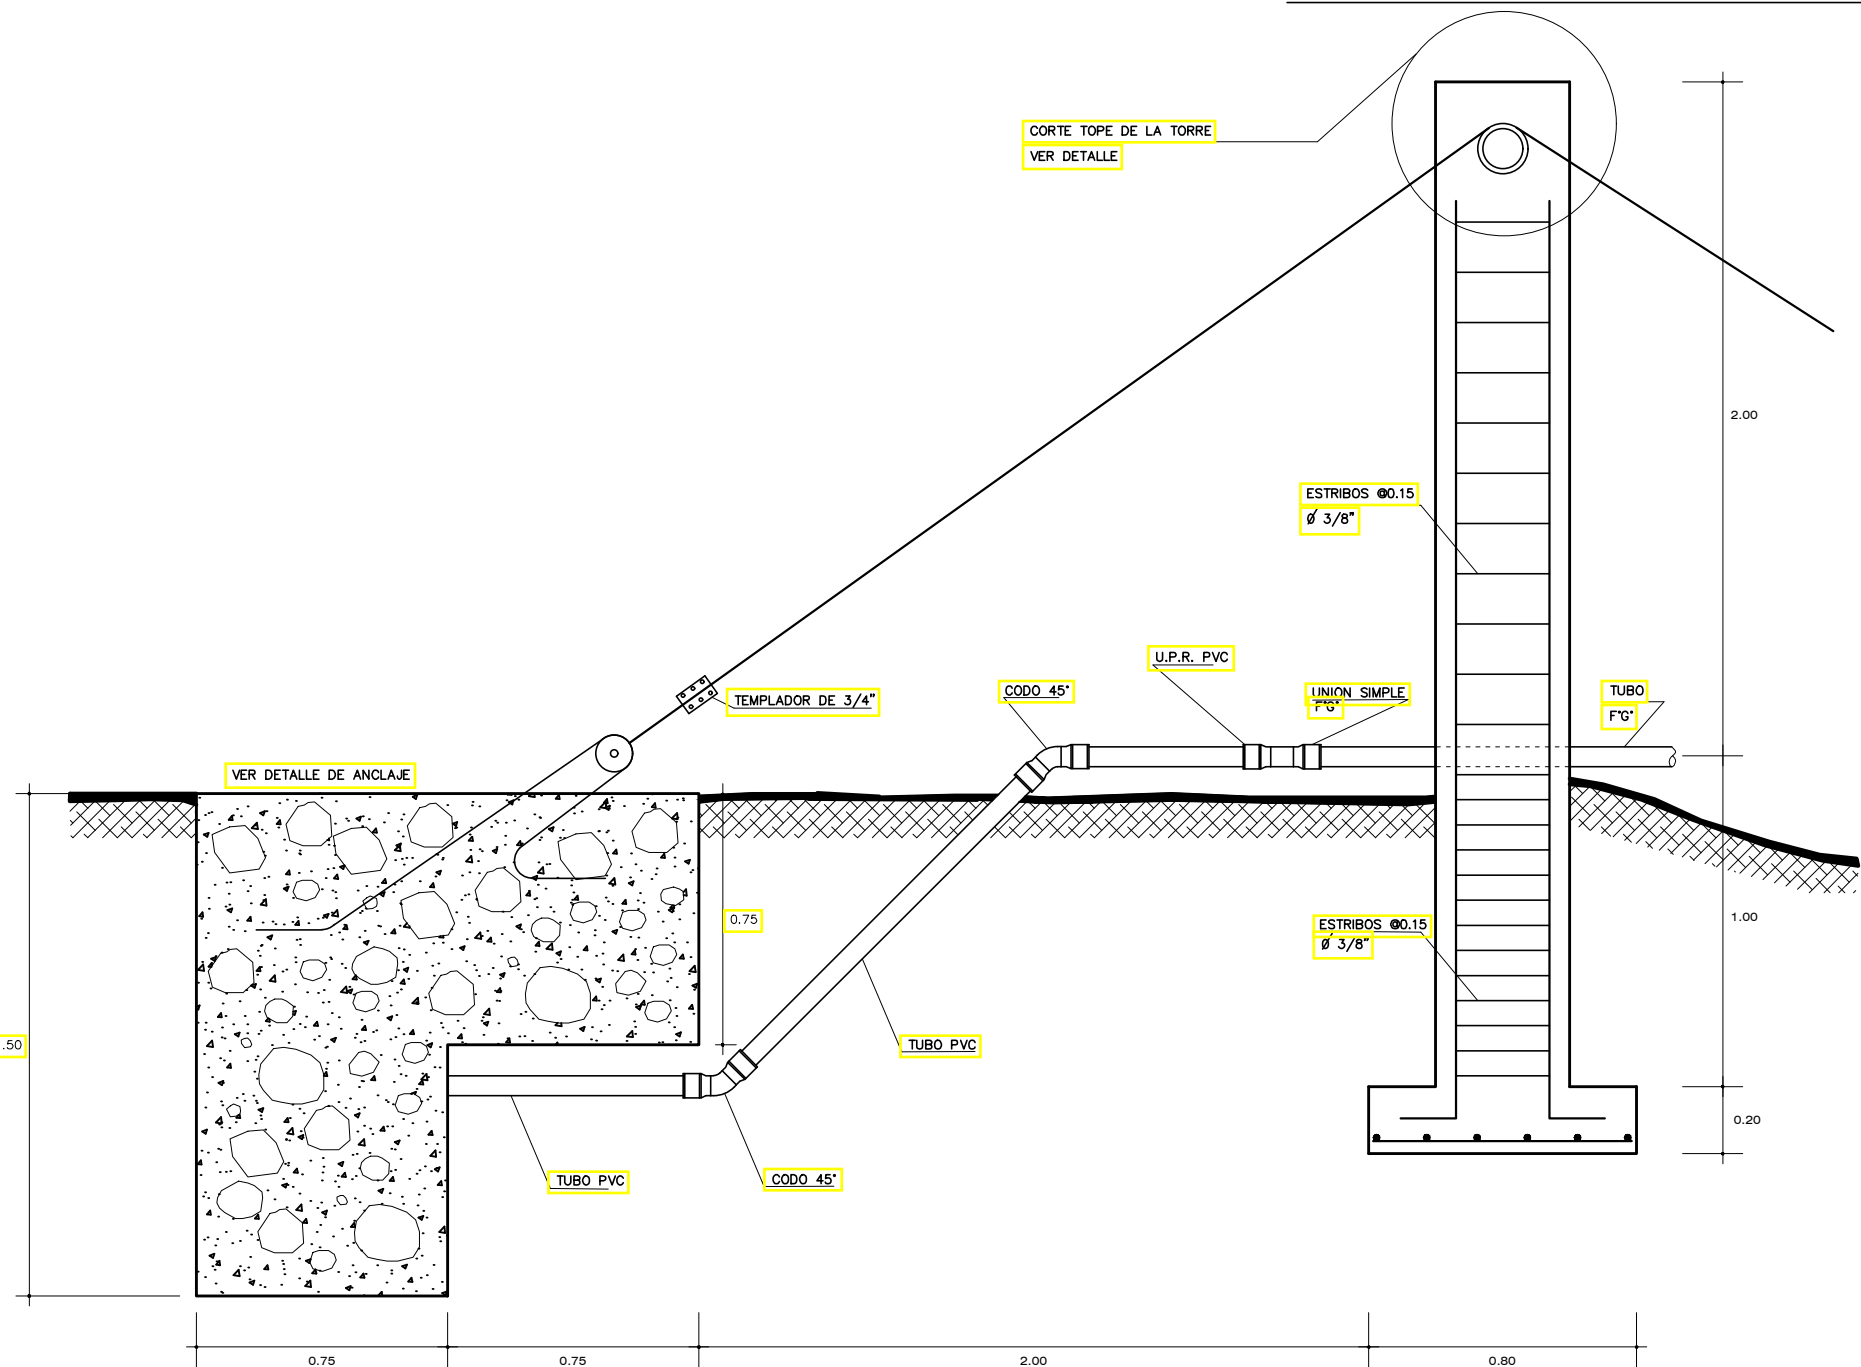 CORTE TOPE DE LA TORRE
VER DETALLE
2.00
ESTRIBOS @0.15
Ø 3/8"
U.P.R. PVC
CODO 45°
UNION SIMPLE
F°G°
TUBO
F°G°
TEMPLADOR DE 3/4"
VER DETALLE DE ANCLAJE
0.75
ESTRIBOS @0.15
Ø 3/8"
1.00
.50
TUBO PVC
0.20
TUBO PVC
CODO 45°
0.75
0.75
2.00
0.80